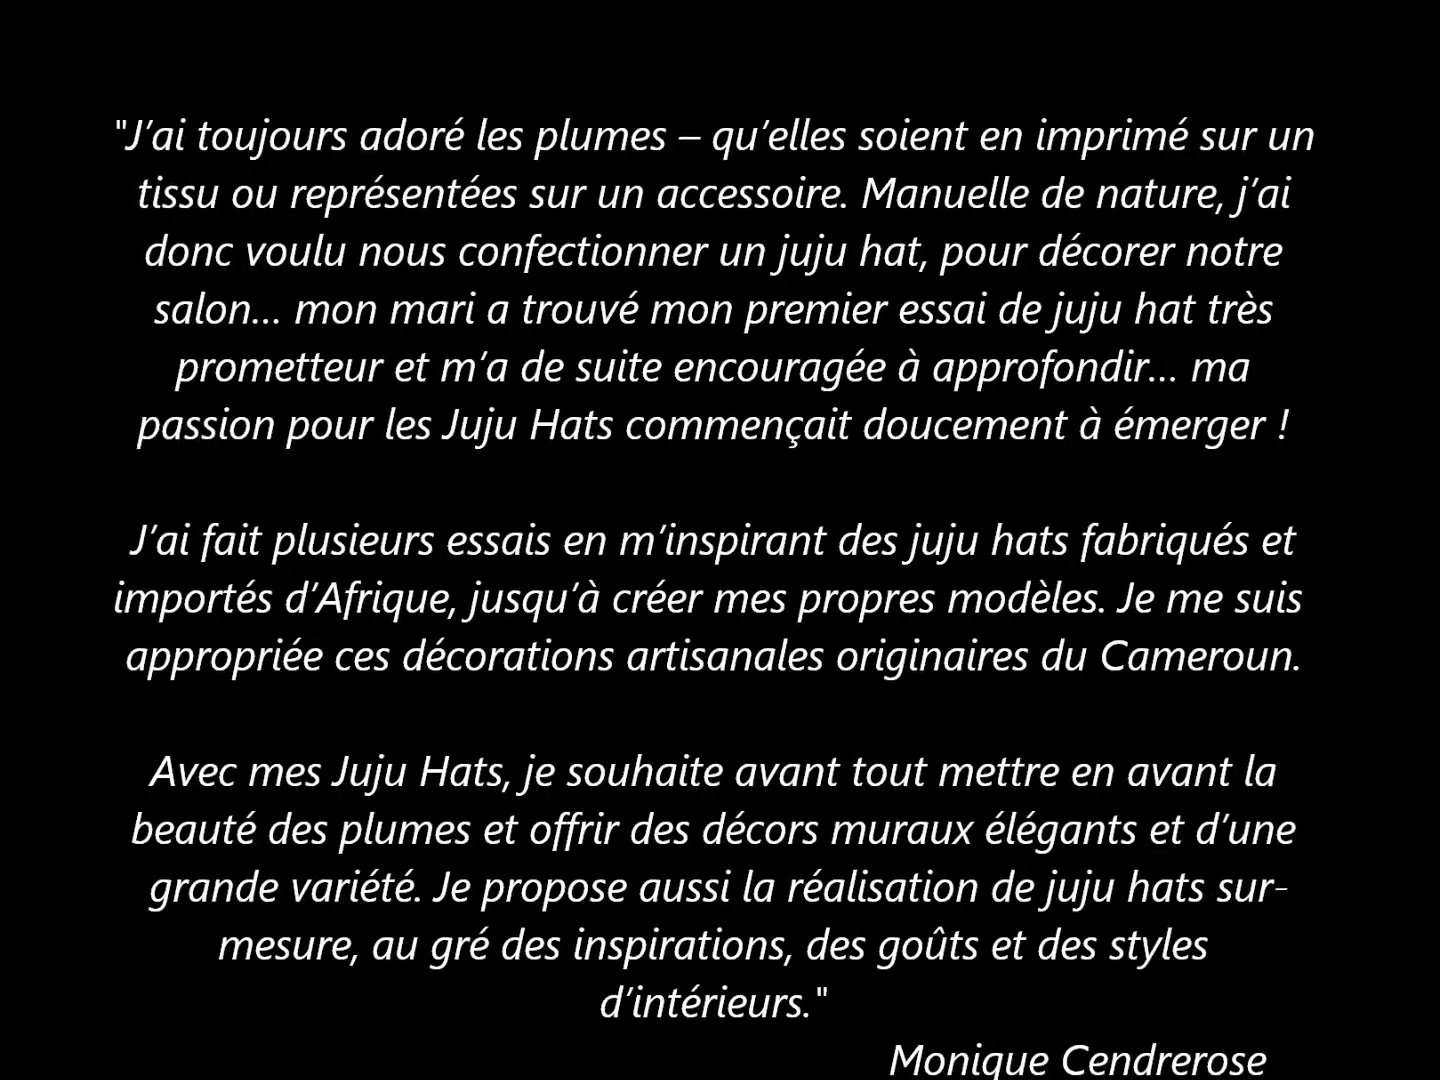 "J’ai toujours adoré les plumes – qu’elles soient en imprimé sur un
tissu ou représentées sur un accessoire. Manuelle de nature, j’ai
donc voulu nous confectionner un juju hat, pour décorer notre
salon... mon mari a trouvé mon premier essai de juju hat très
prometteur et m’a de suite encouragée à approfondir... ma
passion pour les Juju Hats commençait doucement à émerger !
J’ai fait plusieurs essais en m’inspirant des juju hats fabriqués et
importés d’Afrique, jusqu’à créer mes propres modèles. Je me suis
appropriée ces décorations artisanales originaires du Cameroun.
Avec mes Juju Hats, je souhaite avant tout mettre en avant la
beauté des plumes et offrir des décors muraux élégants et d’une
grande variété. Je propose aussi la réalisation de juju hats sur-
mesure, au gré des inspirations, des goûts et des styles
d’intérieurs."
Monique Cendrerose